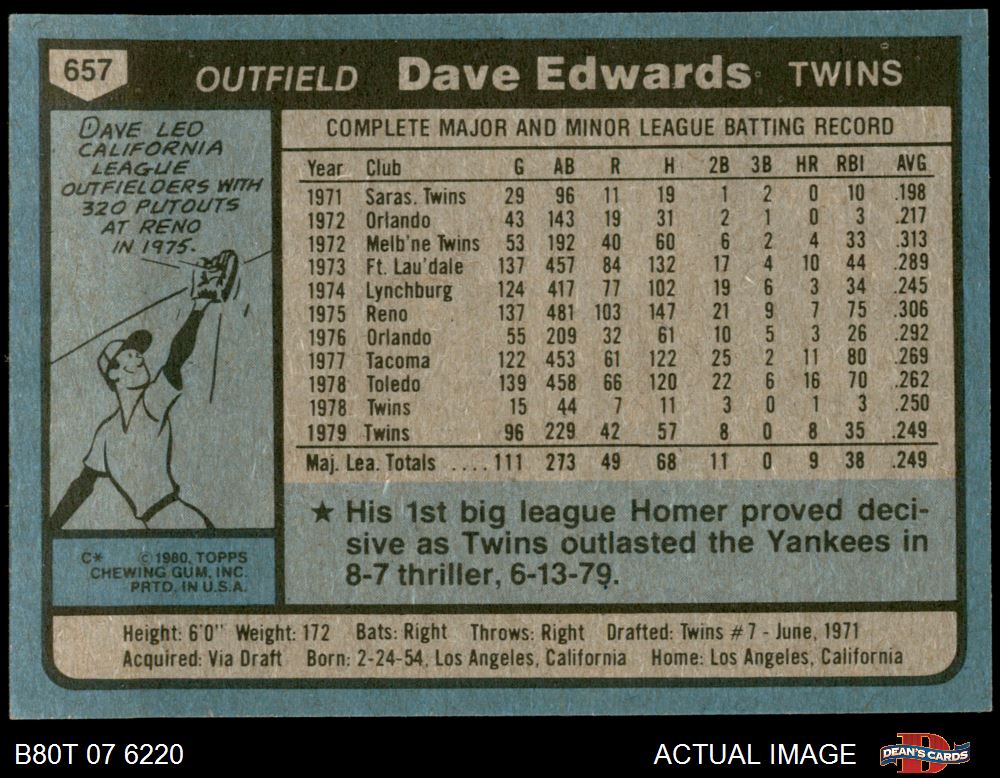 657 OUTFIELD Dave Edwards TWINS
DAVE LED
CALIFORNIA
LEAGUE
OUTFIELDERS WITH
320 PUTOUTS
AT RENO
IN 1975.
COMPLETE MAJOR AND MINOR LEAGUE BATTING RECORD
Year Club G AB R H 2B 3B HR RBI AVG.
1971 Saras. Twins 29 96 11 19 1 2 0 10 .198
1972 Orlando 43 143 19 31 2 1 0 3 .217
1972 Melb'ne Twins 53 192 40 60 6 2 4 33 .313
1973 Ft. Lau'dale 137 457 84 132 17 4 10 44 .289
1974 Lynchburg 124 417 77 102 19 6 3 34 .245
1975 Reno 137 481 103 147 21 9 7 75 .306
1976 Orlando 55 209 32 61 10 5 3 26 .292
1977 Tacoma 122 453 61 122 25 2 11 80 .269
1978 Toledo 139 458 66 120 22 6 16 70 .262
1978 Twins 15 44 7 11 3 0 1 3 .250
1979 Twins 96 229 42 57 8 0 8 35 .249
Maj. Lea. Totals ....111 273 49 68 11 0 9 38 .249
★ His 1st big league Homer proved deci-
sive as Twins outlasted the Yankees in
8-7 thriller, 6-13-79.
C* © 1980, TOPPS
CHEWING GUM, INC.
PRTD. IN U.S.A.
Height: 6'0" Weight: 172 Bats: Right Throws: Right Drafted: Twins #7 - June, 1971
Acquired: Via Draft Born: 2-24-54, Los Angeles, California Home: Los Angeles, California
B80T 07 6220 ACTUAL IMAGE DEAN'S CARDS